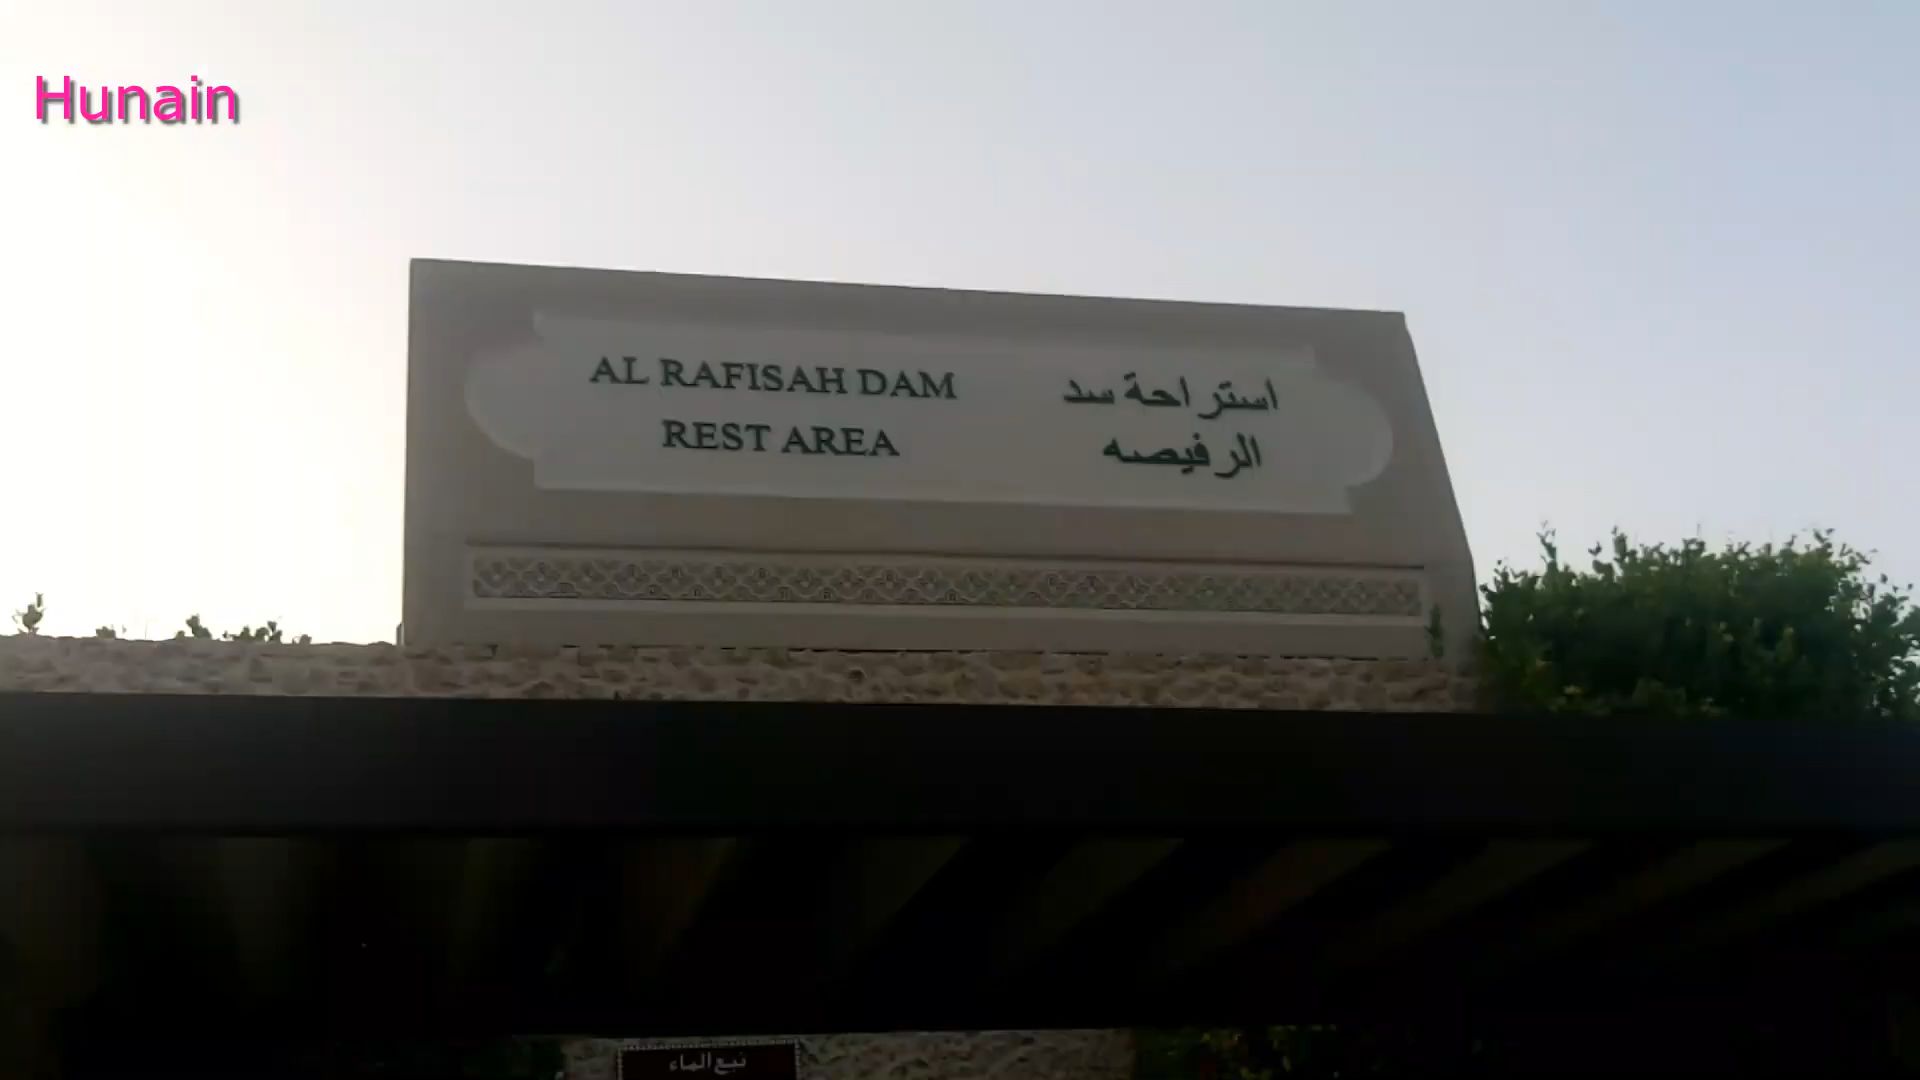 Hunain
AL RAFISAH DAM
REST AREA
استراحة سد
الرفيصه
نبع الماء